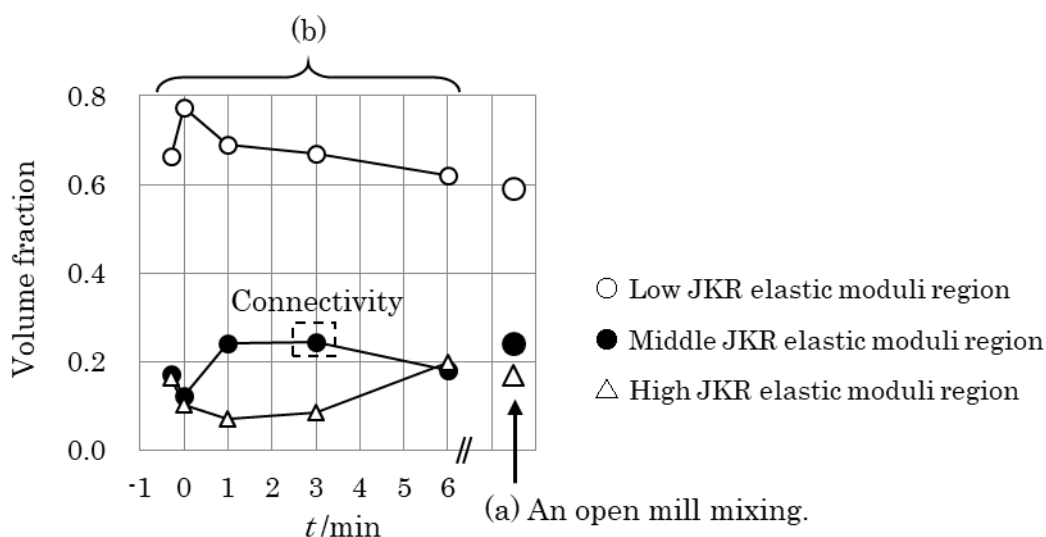 (b)
0.8
0.6
0.4
0.2
0.0
Volume fraction
Connectivity
-1 0 1 2 3 4 5 6
t/min
Low JKR elastic moduli region
Middle JKR elastic moduli region
High JKR elastic moduli region
(a) An open mill mixing.